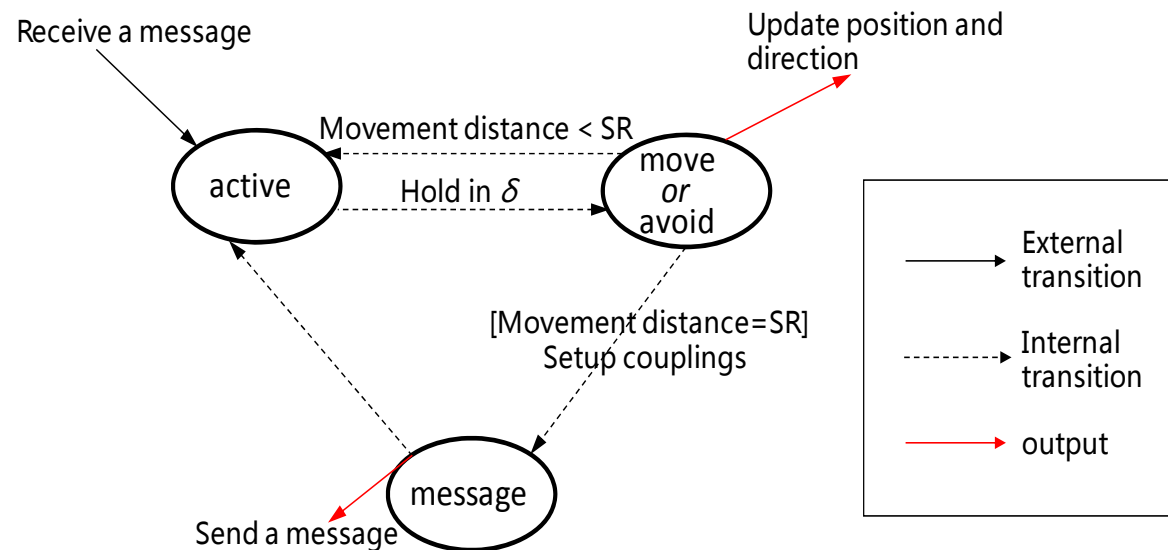 Receive a message
Update position and
direction
Movement distance < SR
active
Hold in δ
move
or
avoid
[Movement distance=SR]
Setup couplings
message
Send a message
External
transition
Internal
transition
output